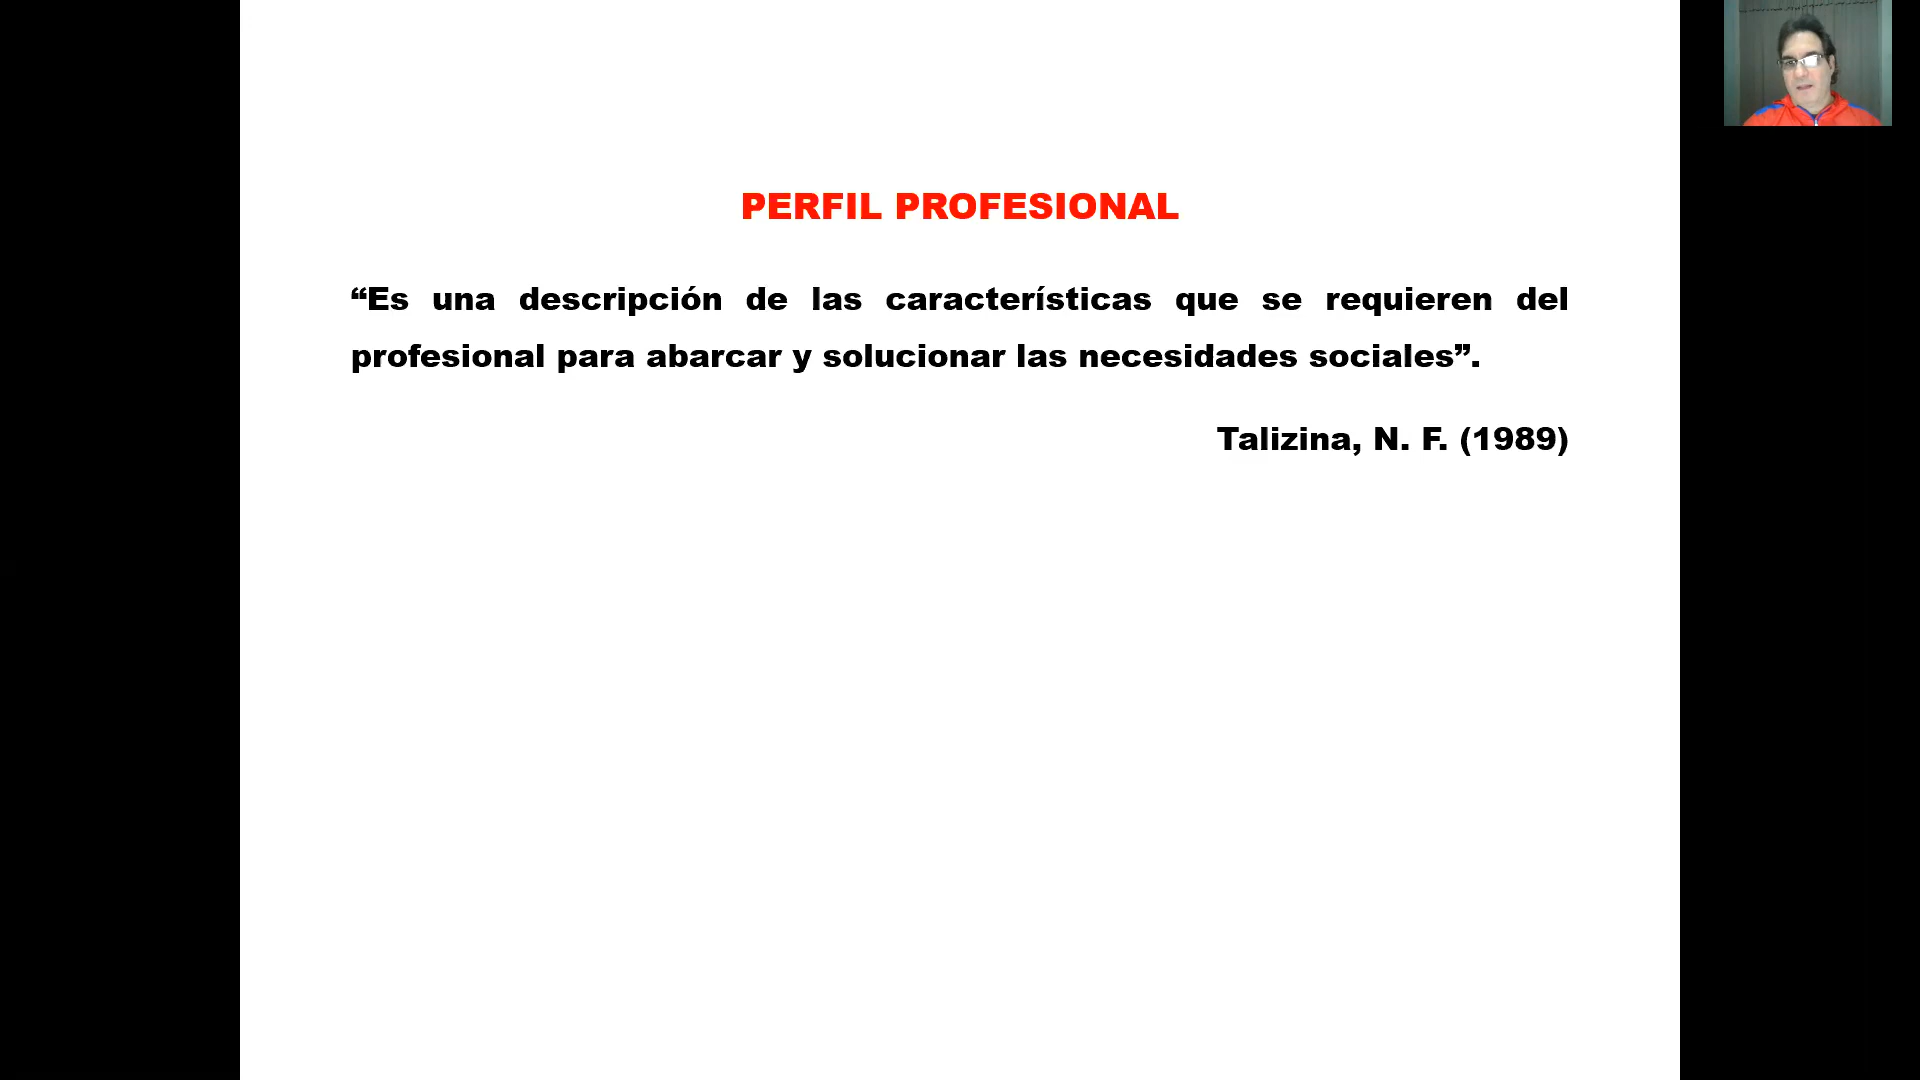 PERFIL PROFESIONAL
“Es una descripción de las características que se requieren del
profesional para abarcar y solucionar las necesidades sociales”.
Talizina, N. F. (1989)